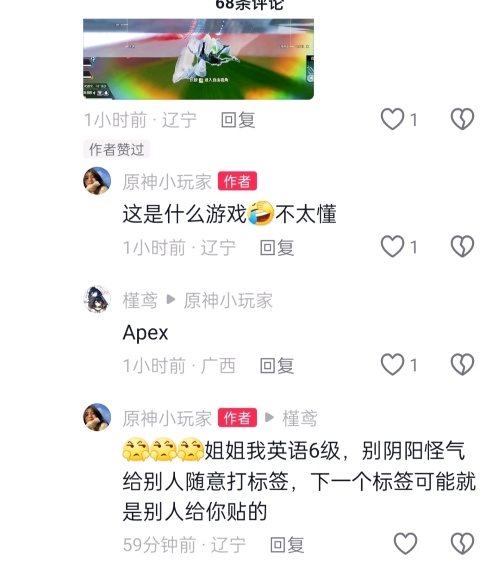 68条评论
1小时前 · 辽宁 回复 1
作者赞过
原神小玩家 作者
这是什么游戏🤣不太懂
1小时前 · 辽宁 回复 1
槿鸢 ▶ 原神小玩家
Apex
1小时前 · 广西 回复 1
原神小玩家 作者 ▶ 槿鸢
🤔🤔🤔姐姐我英语6级，别阴阳怪气
给别人随意打标签，下一个标签可能就
是别人给你贴的
59分钟前 · 辽宁 回复